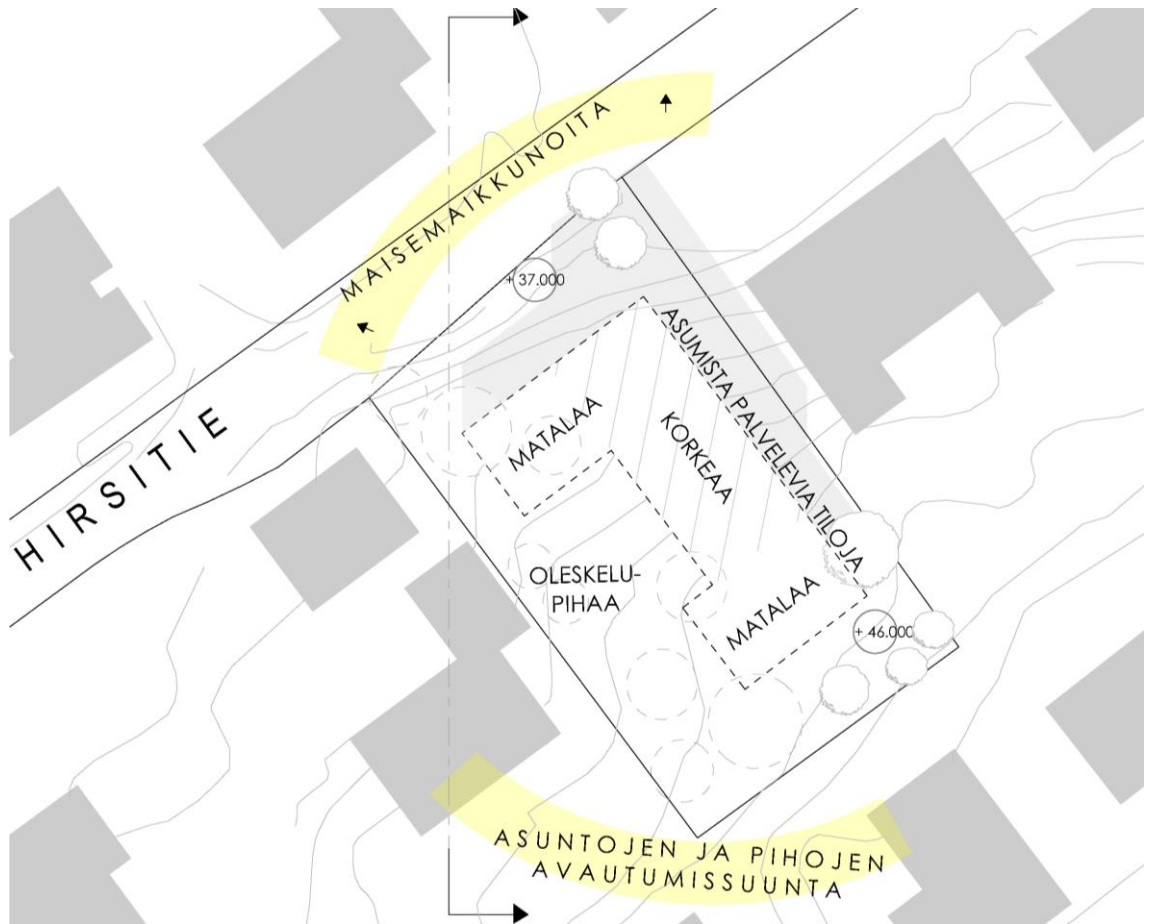 MAISEMAIKKUNOITA
+ 37.000
HIRSITIE
ASUMISTA PALVELEVIA TILOJA
MATALAA
KORKEAA
OLESKELU-
PIHAA
MATALAA
+ 46.000
ASUNTOJEN JA PIHOJEN
AVAUTUMISSUUNTA